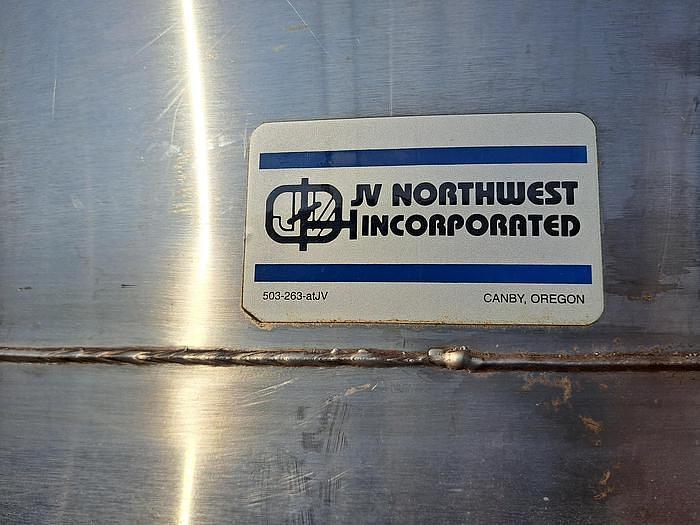 JV NORTHWEST
INCORPORATED
503-263-atJV
CANBY, OREGON